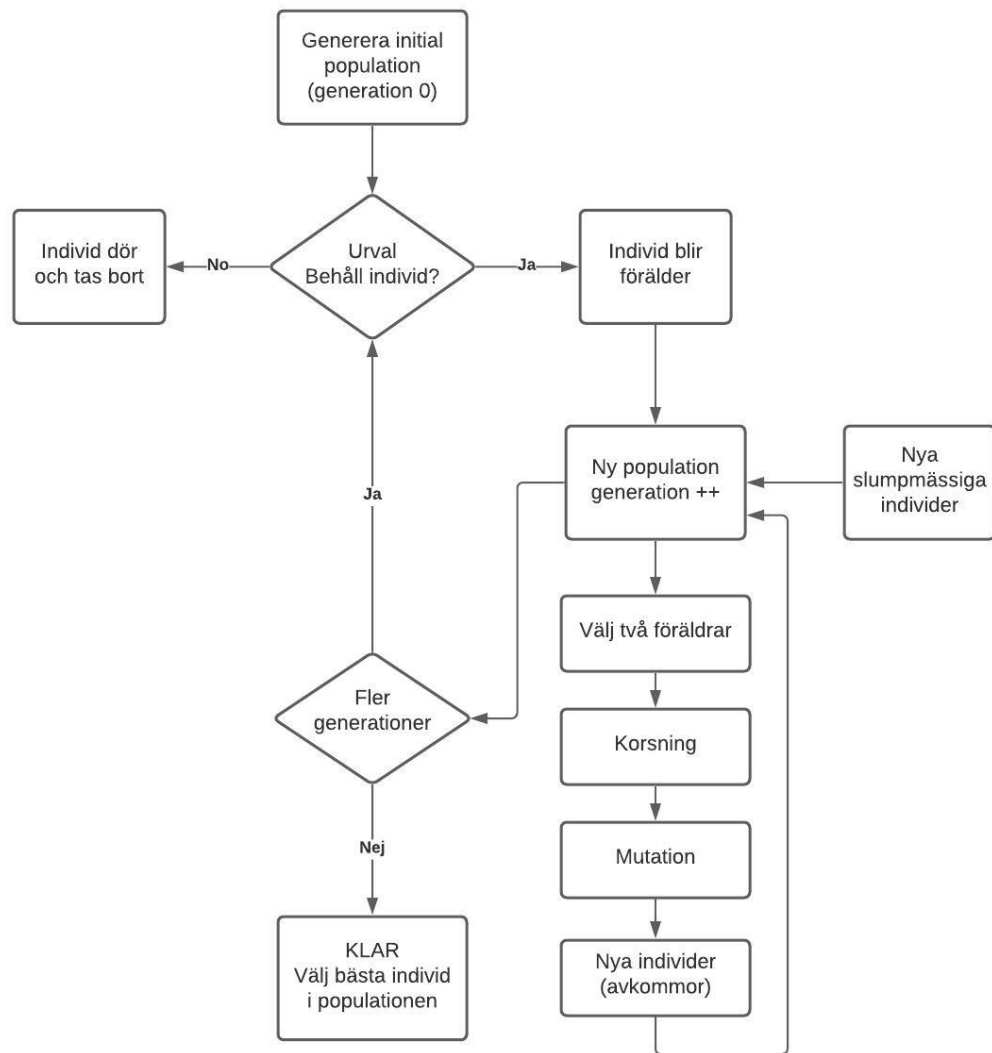 Generera initial
population
(generation 0)
Individ dör
och tas bort
No
Urval
Behåll individ?
Ja
Individ blir
förälder
Ny population
generation ++
Nya
slumpmässiga
individer
Ja
Välj två föräldrar
Fler
generationer
Korsning
Nej
Mutation
KLAR
Välj bästa individ
i populationen
Nya individer
(avkommor)